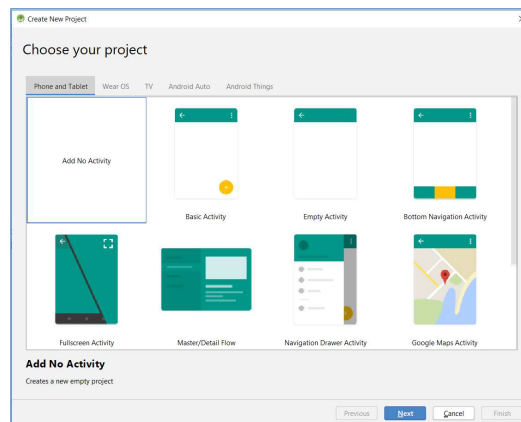 Create New Project
Choose your project
Phone and Tablet Wear OS TV Android Auto Android Things
Add No Activity
Basic Activity Empty Activity Bottom Navigation Activity
Fullscreen Activity Master/Detail Flow Navigation Drawer Activity Google Maps Activity
Add No Activity
Creates a new empty project
Previous Next Cancel Finish